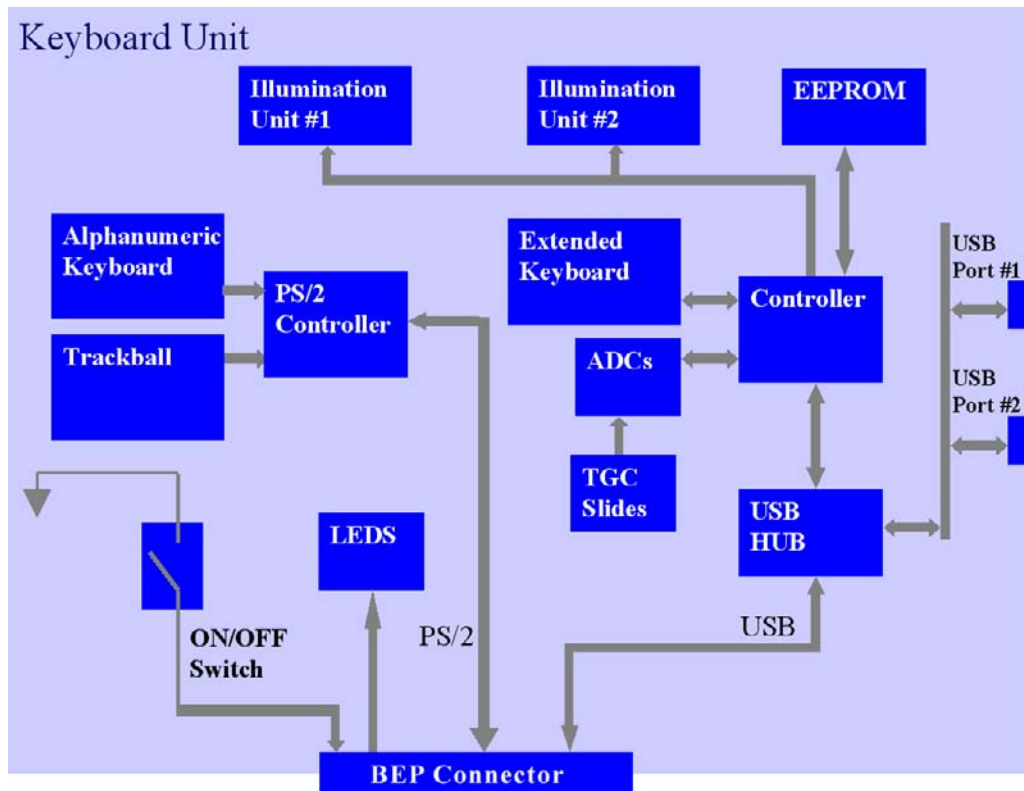 Keyboard Unit
Illumination
Unit #1
Illumination
Unit #2
EEPROM
Alphanumeric
Keyboard
PS/2
Controller
Trackball
Extended
Keyboard
Controller
USB
Port #1
ADCs
USB
Port #2
TGC
Slides
USB
HUB
LEDS
ON/OFF
Switch
PS/2
USB
BEP Connector